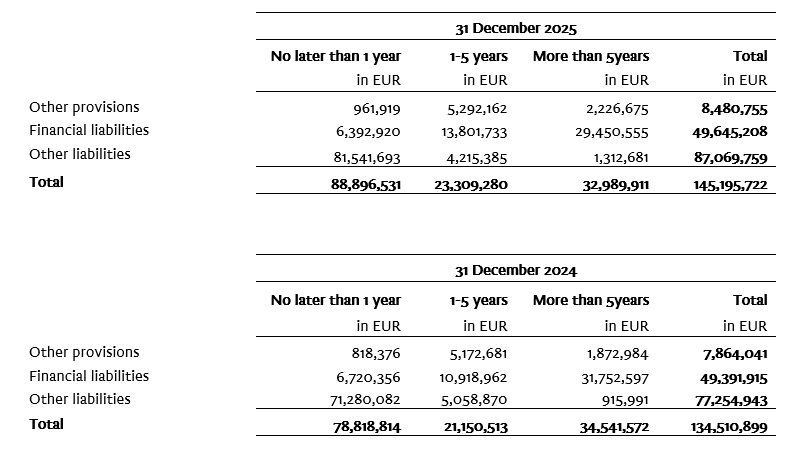 31 December 2025
No later than 1 year 1-5 years More than 5years Total
in EUR in EUR in EUR in EUR
Other provisions 961,919 5,292,162 2,226,675 8,480,755
Financial liabilities 6,392,920 13,801,733 29,450,555 49,645,208
Other liabilities 81,541,693 4,215,385 1,312,681 87,069,759
Total 88,896,531 23,309,280 32,989,911 145,195,722
31 December 2024
No later than 1 year 1-5 years More than 5years Total
in EUR in EUR in EUR in EUR
Other provisions 818,376 5,172,681 1,872,984 7,864,041
Financial liabilities 6,720,356 10,918,962 31,752,597 49,391,915
Other liabilities 71,280,082 5,058,870 915,991 77,254,943
Total 78,818,814 21,150,513 34,541,572 134,510,899